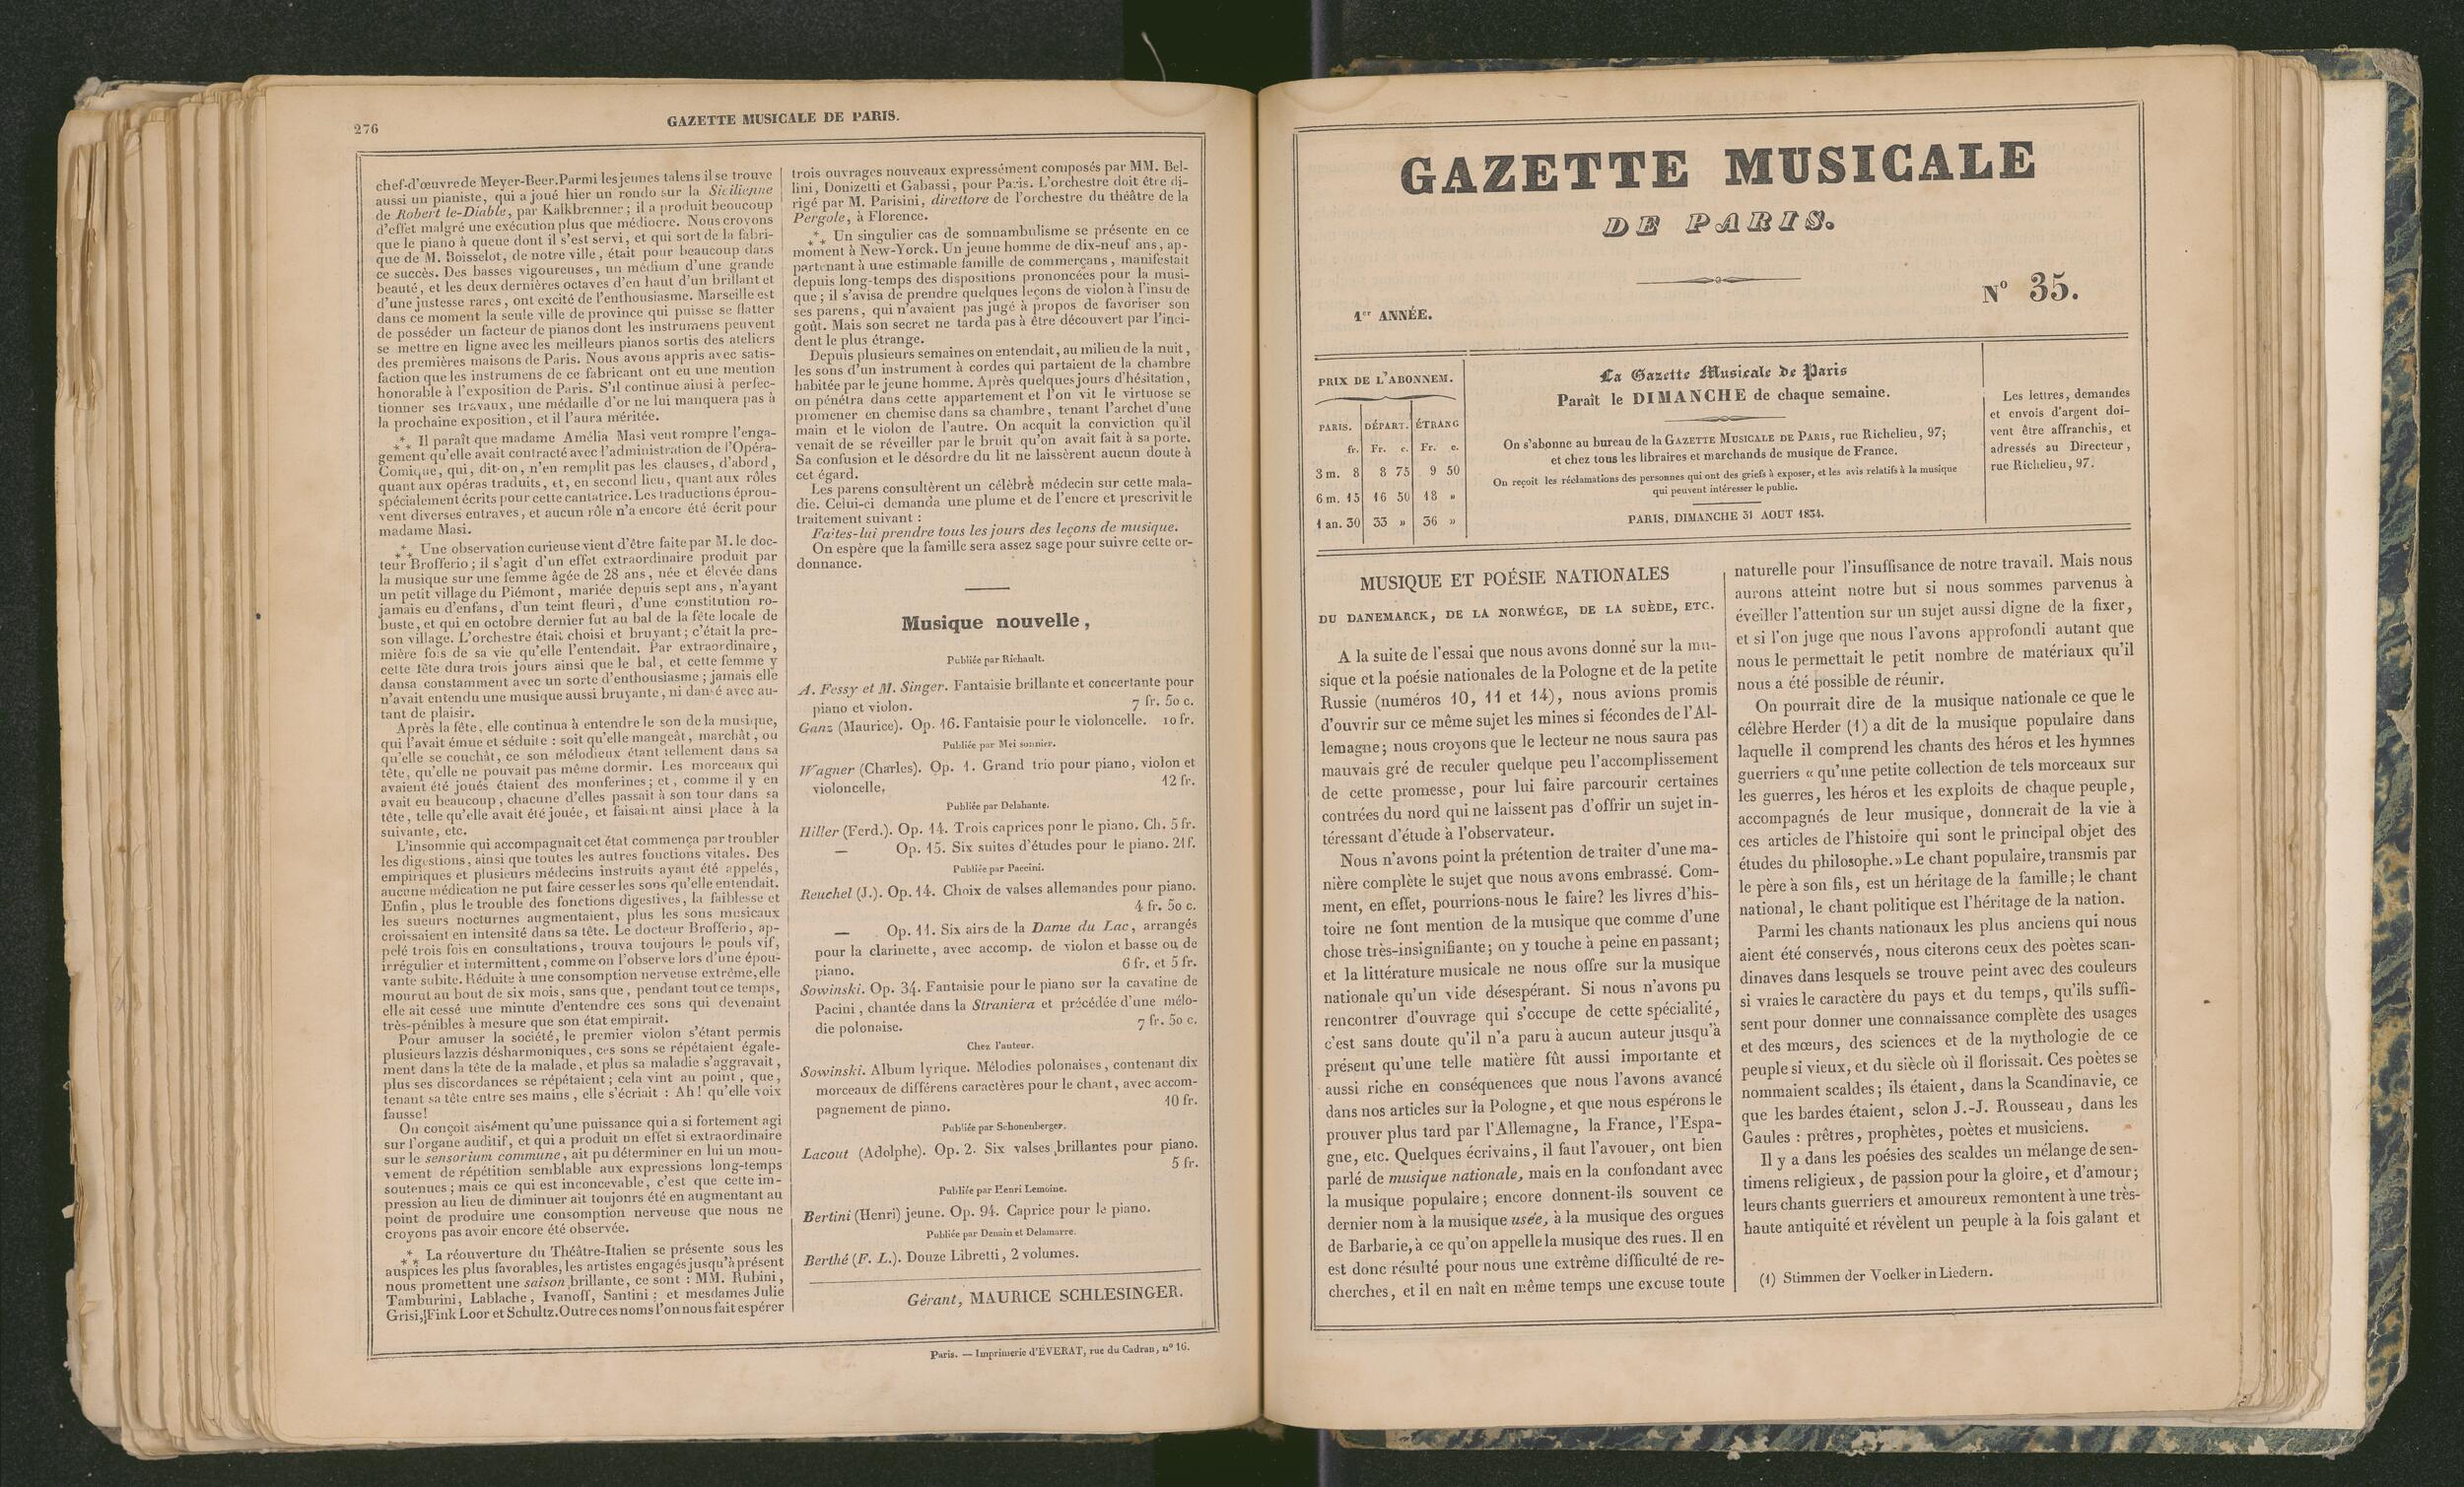 276
GAZETTE MUSICALE DE PARIS.
chef-d'œuvre de Meyer-Beer. Parmi les jeunes talens il se trouve
aussi un pianiste, qui a joué hier un rondo sur la Sicilienne
de Robert le-Diable, par Kalkbrenner; il a produit beaucoup
d'effet malgré une exécution plus que médiocre. Nous croyons
que le piano à queue dont il s'est servi, et qui sort de la fabri-
que de M. Boisselot, de notre ville, était pour beaucoup dans
ce succès. Des basses vigoureuses, un médium d'une grande
beauté, et les deux dernières octaves d'en haut d'un brillant et
d'une justesse rares, ont excité de l'enthousiasme. Marseille est
dans ce moment la seule ville de province qui puisse se flatter
de posséder un facteur de pianos dont les instrumens peuvent
se mettre en ligne avec les meilleurs pianos sortis des ateliers
des premières maisons de Paris. Nous avons appris avec satis-
faction que les instrumens de ce fabricant ont eu une mention
honorable à l'exposition de Paris. S'il continue ainsi à perfec-
tionner ses travaux, une médaille d'or ne lui manquera pas à
la prochaine exposition, et il l'aura méritée.
*** Il paraît que madame Amélia Masi veut rompre l'enga-
gement qu'elle avait contracté avec l'administration de l'Opéra-
Comique, qui, dit-on, n'en remplit pas les clauses, d'abord,
quant aux opéras traduits, et, en second lieu, quant aux rôles
spécialement écrits pour cette cantatrice. Les traductions éprou-
vent diverses entraves, et aucun rôle n'a encore été écrit pour
madame Masi.
*** Une observation curieuse vient d'être faite par M. le doc-
teur Brofferio; il s'agit d'un effet extraordinaire produit par
la musique sur une femme âgée de 28 ans, née et élevée dans
un petit village du Piémont, mariée depuis sept ans, n'ayant
jamais eu d'enfans, d'un teint fleuri, d'une constitution ro-
buste, et qui en octobre dernier fut au bal de la fête locale de
son village. L'orchestre était choisi et bruyant; c'était la pre-
mière fois de sa vie qu'elle l'entendait. Par extraordinaire,
cette fête dura trois jours ainsi que le bal, et cette femme y
dansa constamment avec un sorte d'enthousiasme; jamais elle
n'avait entendu une musique aussi bruyante, ni dansé avec au-
tant de plaisir.
Après la fête, elle continua à entendre le son de la musique,
qui l'avait émue et séduite: soit qu'elle mangeât, marchât, ou
qu'elle se couchât, ce son mélodieux étant tellement dans sa
tête, qu'elle ne pouvait pas même dormir. Les morceaux qui
avaient été joués étaient des monferines; et, comme il y en
avait eu beaucoup, chacune d'elles passait à son tour dans sa
tête, telle qu'elle avait été jouée, et faisaient ainsi place à la
suivante, etc.
L'insomnie qui accompagnait cet état commença par troubler
les digestions, ainsi que toutes les autres fonctions vitales. Des
empiriques et plusieurs médecins instruits ayant été appelés,
aucune médication ne put faire cesser les sons qu'elle entendait.
Enfin, plus le trouble des fonctions digestives, la faiblesse et
les sueurs nocturnes augmentaient, plus les sons musicaux
croissaient en intensité dans sa tête. Le docteur Brofferio, ap-
pelé trois fois en consultations, trouva toujours le pouls vif,
irrégulier et intermittent, comme on l'observe lors d'une épou-
vante subite. Réduite à une consomption nerveuse extrême, elle
mourut au bout de six mois, sans que, pendant tout ce temps,
elle ait cessé une minute d'entendre ces sons qui devenaient
très-pénibles à mesure que son état empirait.
Pour amuser la société, le premier violon s'étant permis
plusieurs lazzis désharmoniques, ces sons se répétaient égale-
ment dans la tête de la malade, et plus sa maladie s'aggravait,
plus ses discordances se répétaient; cela vint au point, que,
tenant sa tête entre ses mains, elle s'écriait: Ah! qu'elle voix
fausse!
On conçoit aisément qu'une puissance qui a si fortement agi
sur l'organe auditif, et qui a produit un effet si extraordinaire
sur le sensorium commune, ait pu déterminer en lui un mou-
vement de répétition semblable aux expressions long-temps
soutenues; mais ce qui est inconcevable, c'est que cette im-
pression au lieu de diminuer ait toujours été en augmentant au
point de produire une consomption nerveuse que nous ne
croyons pas avoir encore été observée.
*** La réouverture du Théâtre-Italien se présente sous les
auspices les plus favorables, les artistes engagés jusqu'à présent
nous promettent une saison brillante, ce sont: MM. Rubini,
Tamburini, Lablache, Ivanoff, Santini; et mesdames Julie
Grisi, Fink Loor et Schultz. Outre ces noms l'on nous fait espérer
trois ouvrages nouveaux expressément composés par MM. Bel-
lini, Donizetti et Gabassi, pour Paris. L'orchestre doit être di-
rigé par M. Parisini, direttore de l'orchestre du théâtre de la
Pergole, à Florence.
*** Un singulier cas de somnambulisme se présente en ce
moment à New-Yorck. Un jeune homme de dix-neuf ans, ap-
partenant à une estimable famille de commerçans, manifestait
depuis long-temps des dispositions prononcées pour la musi-
que; il s'avisa de prendre quelques leçons de violon à l'insu de
ses parens, qui n'avaient pas jugé à propos de favoriser son
goût. Mais son secret ne tarda pas à être découvert par l'inci-
dent le plus étrange.
Depuis plusieurs semaines on entendait, au milieu de la nuit,
les sons d'un instrument à cordes qui partaient de la chambre
habitée par le jeune homme. Après quelques jours d'hésitation,
on pénétra dans cette appartement et l'on vit le virtuose se
promener en chemise dans sa chambre, tenant l'archet d'une
main et le violon de l'autre. On acquit la conviction qu'il
venait de se réveiller par le bruit qu'on avait fait à sa porte.
Sa confusion et le désordre du lit ne laissèrent aucun doute à
cet égard.
Les parens consultèrent un célèbre médecin sur cette mala-
die. Celui-ci demanda une plume et de l'encre et prescrivit le
traitement suivant:
Faites-lui prendre tous les jours des leçons de musique.
On espère que la famille sera assez sage pour suivre cette or-
donnance.
Musique nouvelle,
Publiée par Richault.
A. Fessy et M. Singer. Fantaisie brillante et concertante pour
piano et violon. 7 fr. 50 c.
Ganz (Maurice). Op. 16. Fantaisie pour le violoncelle. 10 fr.
Publiée par Mei sonnier.
Wagner (Charles). Op. 1. Grand trio pour piano, violon et
violoncelle. 12 fr.
Publiée par Delahante.
Hiller (Ferd.). Op. 14. Trois caprices ponr le piano. Ch. 5 fr.
— Op. 15. Six suites d'études pour le piano. 21 f.
Publiée par Paccini.
Reuchel (J.). Op. 14. Choix de valses allemandes pour piano.
4 fr. 50 c.
— Op. 11. Six airs de la Dame du Lac, arrangés
pour la clarinette, avec accomp. de violon et basse ou de
piano. 6 fr. et 5 fr.
Sowinski. Op. 34. Fantaisie pour le piano sur la cavatine de
Pacini, chantée dans la Straniera et précédée d'une mélo-
die polonaise. 7 fr. 50 c.
Chez l'auteur.
Sowinski. Album lyrique. Mélodies polonaises, contenant dix
morceaux de différens caractères pour le chant, avec accom-
pagnement de piano. 10 fr.
Publiée par Schonenberger.
Lacout (Adolphe). Op. 2. Six valses brillantes pour piano.
5 fr.
Publiée par Henri Lemoine.
Bertini (Henri) jeune. Op. 94. Caprice pour le piano.
Publiée par Denain et Delamarre.
Berthé (F. L.). Douze Libretti, 2 volumes.
Gérant, MAURICE SCHLESINGER.
Paris. — Imprimerie d'ÉVERAT, rue du Cadran, n° 16.
GAZETTE MUSICALE
DE PARIS.
1er ANNÉE.
N° 35.
PRIX DE L'ABONNEM.
PARIS. DÉPART. ÉTRANG
fr. Fr. c. Fr. c.
3 m. 8 8 75 9 50
6 m. 15 16 50 18 »
1 an. 30 33 » 36 »
La Gazette Musicale de Paris
Paraît le DIMANCHE de chaque semaine.
On s'abonne au bureau de la GAZETTE MUSICALE DE PARIS, rue Richelieu, 97;
et chez tous les libraires et marchands de musique de France.
On reçoit les réclamations des personnes qui ont des griefs à exposer, et les avis relatifs à la musique
qui peuvent intéresser le public.
PARIS, DIMANCHE 31 AOUT 1834.
Les lettres, demandes
et envois d'argent doi-
vent être affranchis, et
adressés au Directeur,
rue Richelieu, 97.
MUSIQUE ET POÉSIE NATIONALES
DU DANEMARCK, DE LA NORWÉGE, DE LA SUÈDE, ETC.
A la suite de l'essai que nous avons donné sur la mu-
sique et la poésie nationales de la Pologne et de la petite
Russie (numéros 10, 11 et 14), nous avions promis
d'ouvrir sur ce même sujet les mines si fécondes de l'Al-
lemagne; nous croyons que le lecteur ne nous saura pas
mauvais gré de reculer quelque peu l'accomplissement
de cette promesse, pour lui faire parcourir certaines
contrées du nord qui ne laissent pas d'offrir un sujet in-
téressant d'étude à l'observateur.
Nous n'avons point la prétention de traiter d'une ma-
nière complète le sujet que nous avons embrassé. Com-
ment, en effet, pourrions-nous le faire? les livres d'his-
toire ne font mention de la musique que comme d'une
chose très-insignifiante; on y touche à peine en passant;
et la littérature musicale ne nous offre sur la musique
nationale qu'un vide désespérant. Si nous n'avons pu
rencontrer d'ouvrage qui s'occupe de cette spécialité,
c'est sans doute qu'il n'a paru à aucun auteur jusqu'à
présent qu'une telle matière fût aussi importante et
aussi riche en conséquences que nous l'avons avancé
dans nos articles sur la Pologne, et que nous espérons le
prouver plus tard par l'Allemagne, la France, l'Espa-
gne, etc. Quelques écrivains, il faut l'avouer, ont bien
parlé de musique nationale, mais en la confondant avec
la musique populaire; encore donnent-ils souvent ce
dernier nom à la musique usée, à la musique des orgues
de Barbarie, à ce qu'on appelle la musique des rues. Il en
est donc résulté pour nous une extrême difficulté de re-
cherches, et il en naît en même temps une excuse toute
naturelle pour l'insuffisance de notre travail. Mais nous
aurons atteint notre but si nous sommes parvenus à
éveiller l'attention sur un sujet aussi digne de la fixer,
et si l'on juge que nous l'avons approfondi autant que
nous le permettait le petit nombre de matériaux qu'il
nous a été possible de réunir.
On pourrait dire de la musique nationale ce que le
célèbre Herder (1) a dit de la musique populaire dans
laquelle il comprend les chants des héros et les hymnes
guerriers « qu'une petite collection de tels morceaux sur
les guerres, les héros et les exploits de chaque peuple,
accompagnés de leur musique, donnerait de la vie à
ces articles de l'histoire qui sont le principal objet des
études du philosophe. » Le chant populaire, transmis par
le père à son fils, est un héritage de la famille; le chant
national, le chant politique est l'héritage de la nation.
Parmi les chants nationaux les plus anciens qui nous
aient été conservés, nous citerons ceux des poètes scan-
dinaves dans lesquels se trouve peint avec des couleurs
si vraies le caractère du pays et du temps, qu'ils suffi-
sent pour donner une connaissance complète des usages
et des mœurs, des sciences et de la mythologie de ce
peuple si vieux, et du siècle où il florissait. Ces poètes se
nommaient scaldes; ils étaient, dans la Scandinavie, ce
que les bardes étaient, selon J.-J. Rousseau, dans les
Gaules: prêtres, prophètes, poètes et musiciens.
Il y a dans les poésies des scaldes un mélange de sen-
timens religieux, de passion pour la gloire, et d'amour;
leurs chants guerriers et amoureux remontent à une très-
haute antiquité et révèlent un peuple à la fois galant et
(1) Stimmen der Voelker in Liedern.